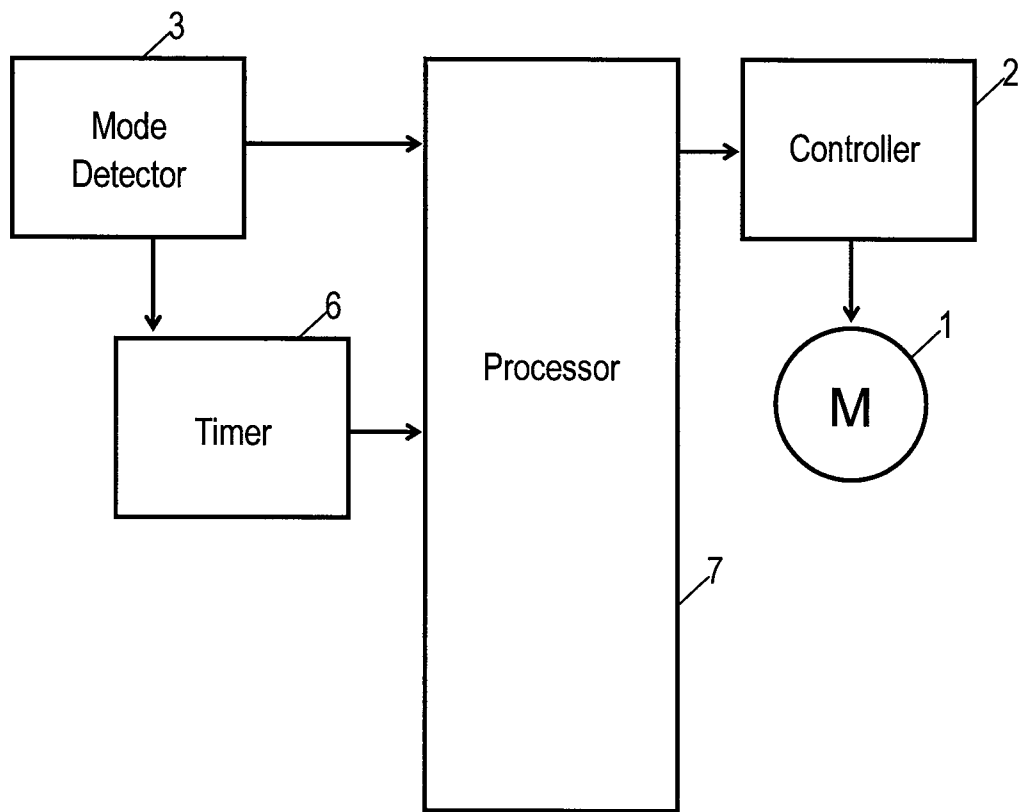 3
Mode
Detector
6
Timer
Processor
7
Controller
2
1
M